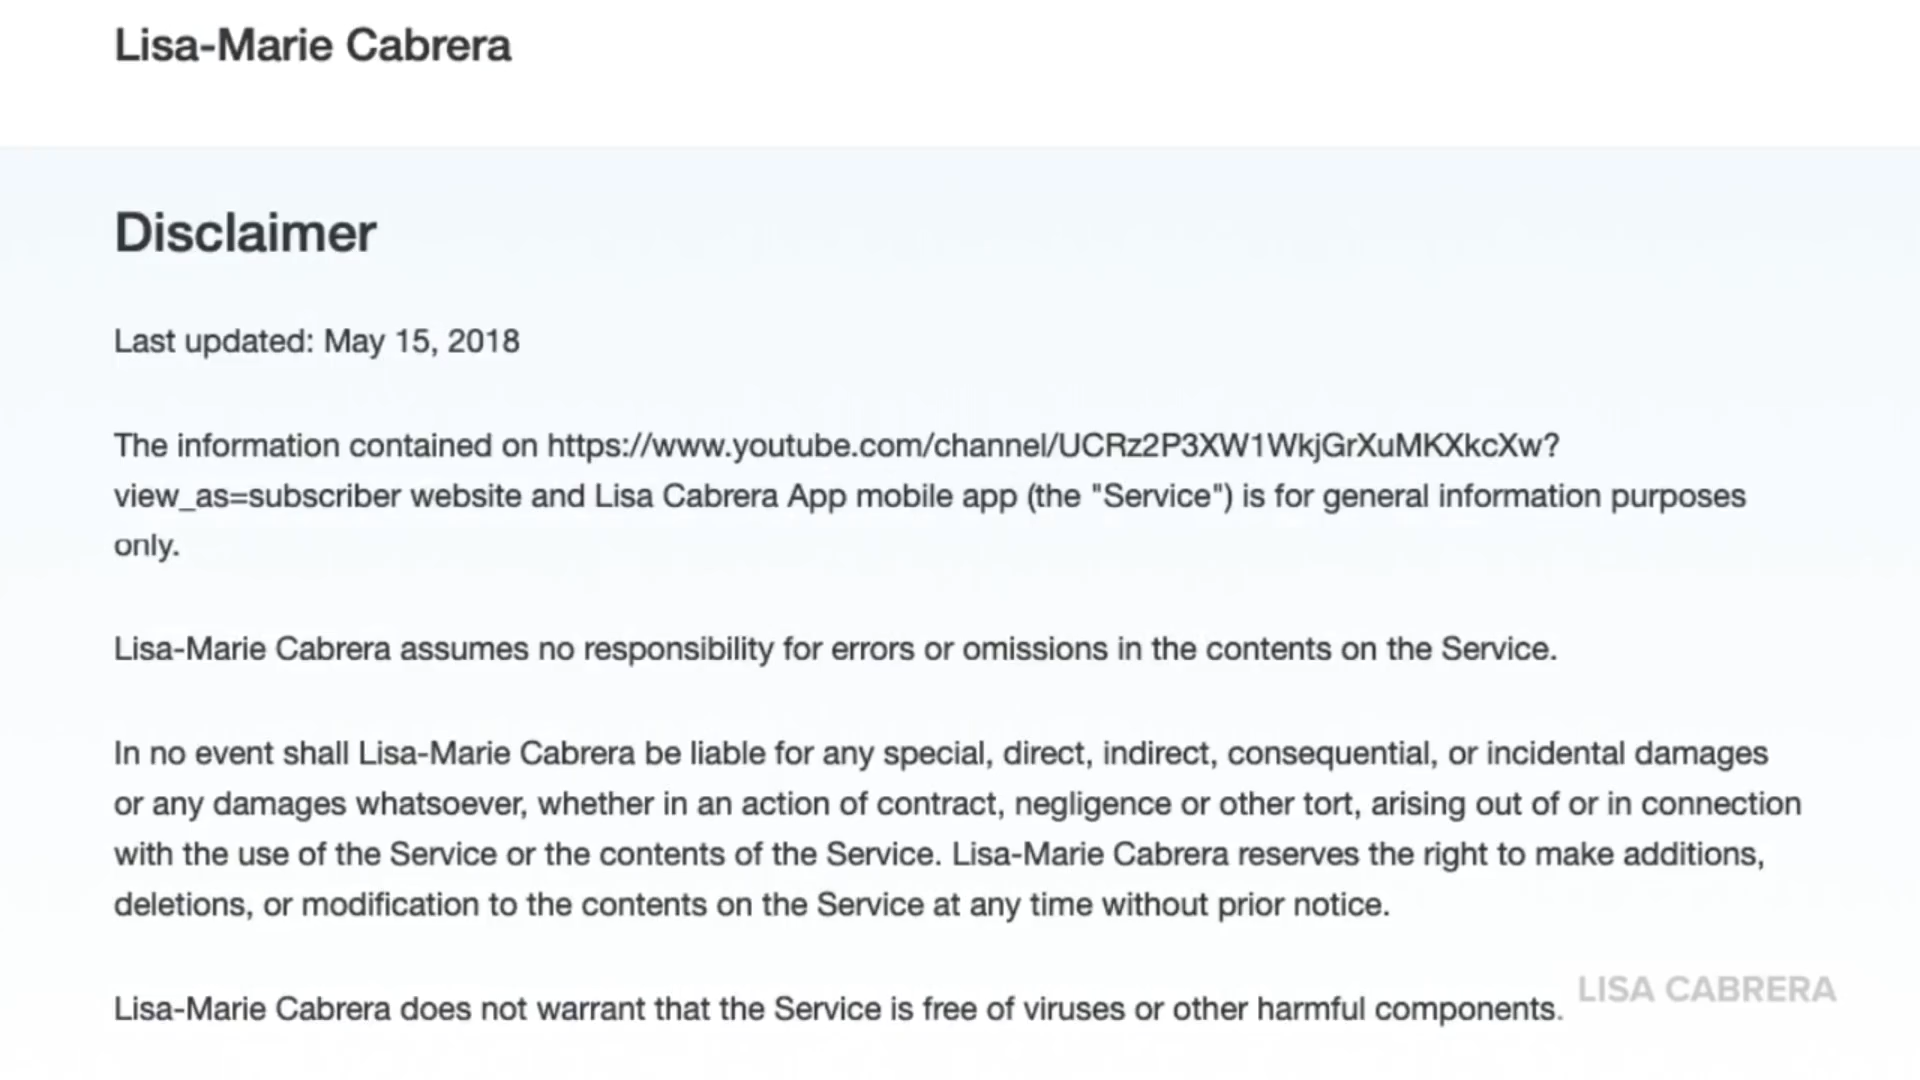 Lisa-Marie Cabrera
Disclaimer
Last updated: May 15, 2018
The information contained on https://www.youtube.com/channel/UCRz2P3XW1WkjGrXuMKXkcXw?
view_as=subscriber website and Lisa Cabrera App mobile app (the "Service") is for general information purposes
only.
Lisa-Marie Cabrera assumes no responsibility for errors or omissions in the contents on the Service.
In no event shall Lisa-Marie Cabrera be liable for any special, direct, indirect, consequential, or incidental damages
or any damages whatsoever, whether in an action of contract, negligence or other tort, arising out of or in connection
with the use of the Service or the contents of the Service. Lisa-Marie Cabrera reserves the right to make additions,
deletions, or modification to the contents on the Service at any time without prior notice.
Lisa-Marie Cabrera does not warrant that the Service is free of viruses or other harmful components.
LISA CABRERA